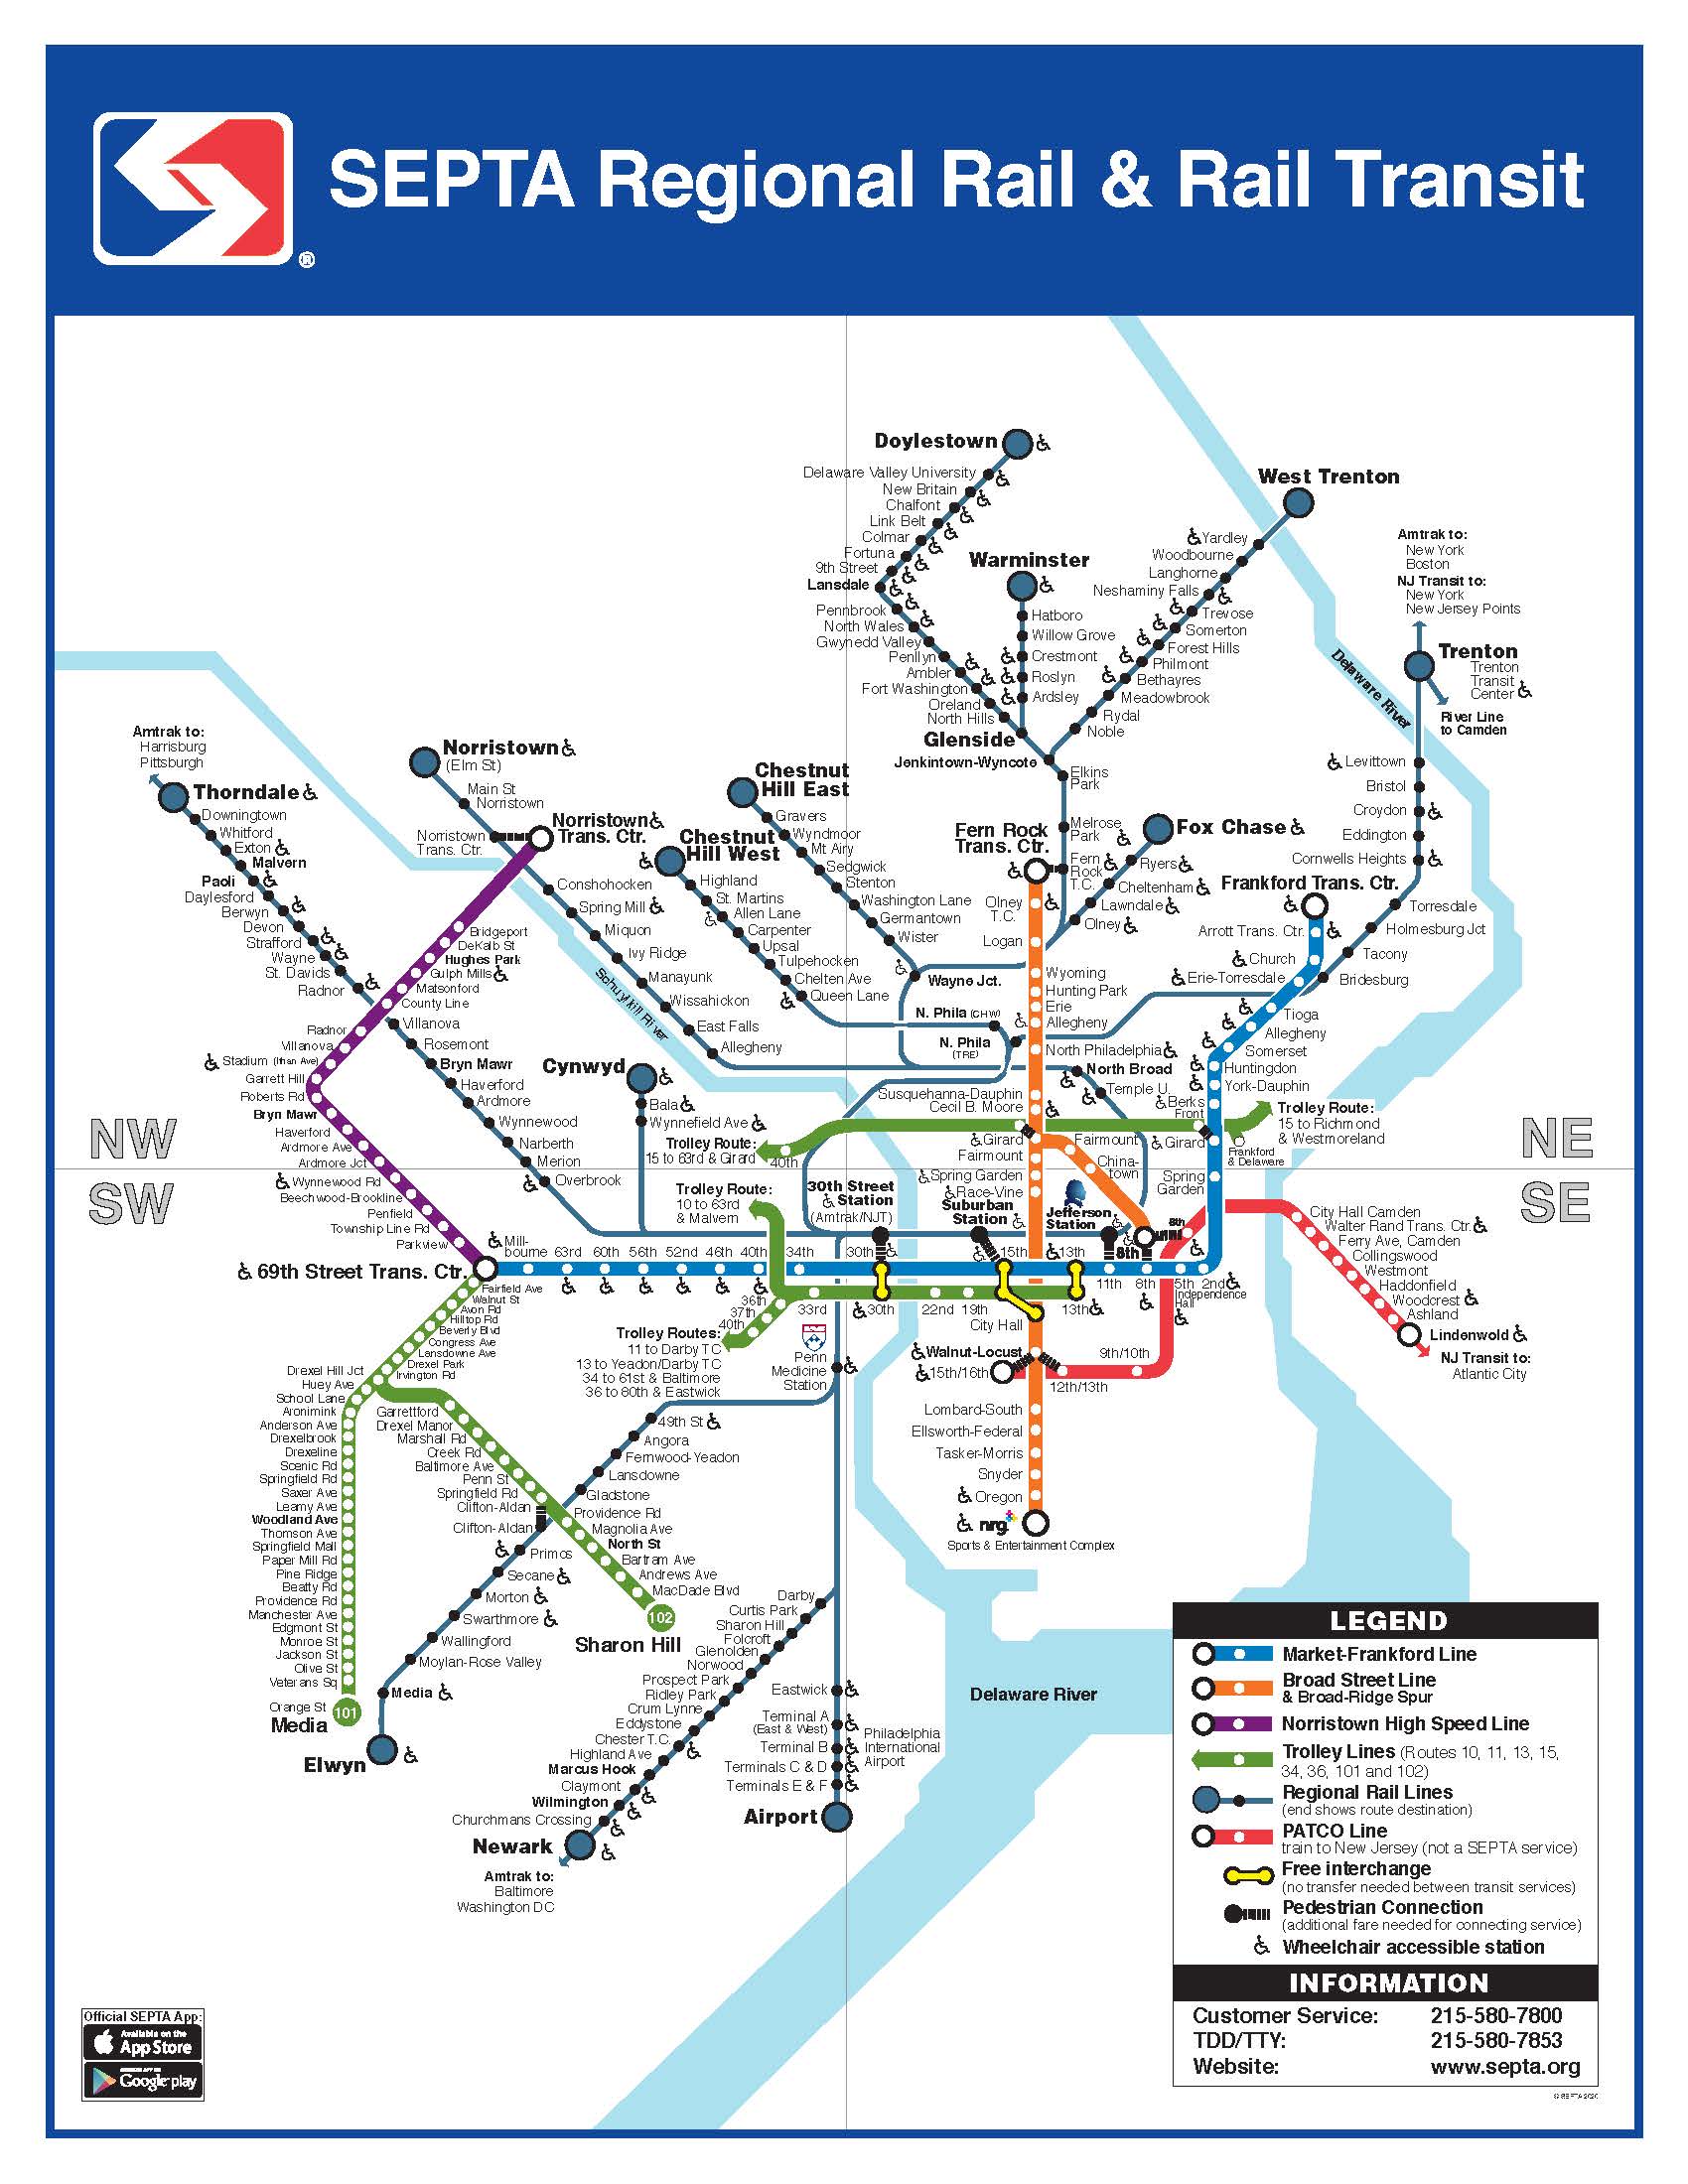 SEPTA Regional Rail & Rail Transit
®
Doylestown
Delaware Valley University
New Britain
Chalfont
Link Belt
Colmar
Fortuna
9th Street
Lansdale
Pennbrook
North Wales
Gwynedd Valley
Penllyn
Ambler
Fort Washington
Oreland
North Hills
Glenside
Jenkintown-Wyncote
Warminster
Hatboro
Willow Grove
Crestmont
Roslyn
Ardsley
West Trenton
Yardley
Woodbourne
Langhorne
Neshaminy Falls
Trevose
Somerton
Forest Hills
Philmont
Bethayres
Meadowbrook
Rydal
Noble
Elkins
Park
Melrose
Park
Fern
Rock
T.C.
Amtrak to:
New York
Boston
NJ Transit to:
New York
New Jersey Points
Trenton
Trenton
Transit
Center
River Line
to Camden
Delaware River
Levittown
Bristol
Croydon
Eddington
Cornwells Heights
Torresdale
Holmesburg Jct
Tacony
Bridesburg
Amtrak to:
Harrisburg
Pittsburgh
Thorndale
Downingtown
Whitford
Exton
Malvern
Paoli
Daylesford
Berwyn
Devon
Strafford
Wayne
St. Davids
Radnor
Villanova
Rosemont
Bryn Mawr
Haverford
Ardmore
Wynnewood
Narberth
Merion
Overbrook
Norristown
(Elm St)
Main St
Norristown
Norristown
Trans. Ctr.
Norristown
Trans. Ctr.
Conshohocken
Spring Mill
Miquon
Ivy Ridge
Manayunk
Wissahickon
East Falls
Allegheny
Schuylkill River
Chestnut
Hill East
Gravers
Wyndmoor
Mt Airy
Sedgwick
Stenton
Washington Lane
Germantown
Wister
Wayne Jct.
Chestnut
Hill West
Highland
St. Martins
Allen Lane
Carpenter
Upsal
Tulpehocken
Chelten Ave
Queen Lane
N. Phila (CHW)
N. Phila
(TRE)
Fern Rock
Trans. Ctr.
Olney
T.C.
Logan
Wyoming
Hunting Park
Erie
Allegheny
North Philadelphia
North Broad
Temple U.
Susquehanna-Dauphin
Cecil B. Moore
Girard
Fairmount
Spring Garden
Race-Vine
Fairmount
China-
town
Fox Chase
Ryers
Cheltenham
Lawndale
Olney
Frankford Trans. Ctr.
Arrott Trans. Ctr.
Church
Erie-Torresdale
Tioga
Allegheny
Somerset
Huntingdon
York-Dauphin
Berks
Front
Girard
Spring
Garden
Frankford
& Delaware
Trolley Route:
15 to Richmond
& Westmoreland
Cynwyd
Bala
Wynnefield Ave
Trolley Route:
15 to 63rd & Girard
40th
Bridgeport
DeKalb St
Hughes Park
Gulph Mills
Matsonford
County Line
Radnor
Villanova
Stadium (Ithan Ave)
Garrett Hill
Roberts Rd
Bryn Mawr
Haverford
Ardmore Ave
Ardmore Jct
Wynnewood Rd
Beechwood-Brookline
Penfield
Township Line Rd
Parkview
NW
SW
NE
SE
Trolley Route:
10 to 63rd
& Malvern
30th Street
Station
(Amtrak/NJT)
Suburban
Station
Jefferson
Station
8th
69th Street Trans. Ctr.
Mill-
bourne
63rd
60th
56th
52nd
46th
40th
34th
30th
15th
13th
8th
11th
8th
5th
2nd
Independence
Hall
36th
37th
40th
33rd
30th
22nd
19th
13th
City Hall
Trolley Routes:
11 to Darby TC
13 to Yeadon/Darby TC
34 to 61st & Baltimore
36 to 80th & Eastwick
Penn
Medicine
Station
Walnut-Locust
15th/16th
12th/13th
9th/10th
Lombard-South
Ellsworth-Federal
Tasker-Morris
Snyder
Oregon
nrg
Sports & Entertainment Complex
City Hall Camden
Walter Rand Trans. Ctr.
Ferry Ave, Camden
Collingswood
Westmont
Haddonfield
Woodcrest
Ashland
Lindenwold
NJ Transit to:
Atlantic City
Fairfield Ave
Walnut St
Avon Rd
Hilltop Rd
Beverly Blvd
Congress Ave
Lansdowne Ave
Drexel Park
Irvington Rd
Drexel Hill Jct
Huey Ave
School Lane
Aronimink
Anderson Ave
Drexelbrook
Drexeline
Scenic Rd
Springfield Rd
Saxer Ave
Leamy Ave
Woodland Ave
Thomson Ave
Springfield Mall
Paper Mill Rd
Pine Ridge
Beatty Rd
Providence Rd
Manchester Ave
Edgmont St
Monroe St
Jackson St
Olive St
Veterans Sq
Orange St
Media
101
Garrettford
Drexel Manor
Marshall Rd
Creek Rd
Baltimore Ave
Penn St
Springfield Rd
Clifton-Aldan
Providence Rd
Magnolia Ave
North St
Bartram Ave
Andrews Ave
MacDade Blvd
102
Sharon Hill
49th St
Angora
Fernwood-Yeadon
Lansdowne
Gladstone
Clifton-Aldan
Primos
Secane
Morton
Swarthmore
Wallingford
Moylan-Rose Valley
Media
Elwyn
Darby
Curtis Park
Sharon Hill
Folcroft
Glenolden
Norwood
Prospect Park
Ridley Park
Crum Lynne
Eddystone
Chester T.C.
Highland Ave
Marcus Hook
Claymont
Wilmington
Churchmans Crossing
Newark
Amtrak to:
Baltimore
Washington DC
Eastwick
Terminal A
(East & West)
Terminal B
Terminals C & D
Terminals E & F
Philadelphia
International
Airport
Airport
Delaware River
LEGEND
Market-Frankford Line
Broad Street Line
& Broad-Ridge Spur
Norristown High Speed Line
Trolley Lines (Routes 10, 11, 13, 15,
34, 36, 101 and 102)
Regional Rail Lines
(end shows route destination)
PATCO Line
train to New Jersey (not a SEPTA service)
Free interchange
(no transfer needed between transit services)
Pedestrian Connection
(additional fare needed for connecting service)
Wheelchair accessible station
INFORMATION
Customer Service: 215-580-7800
TDD/TTY: 215-580-7853
Website: www.septa.org
© SEPTA 2020
Official SEPTA App:
Available on the
App Store
Google play